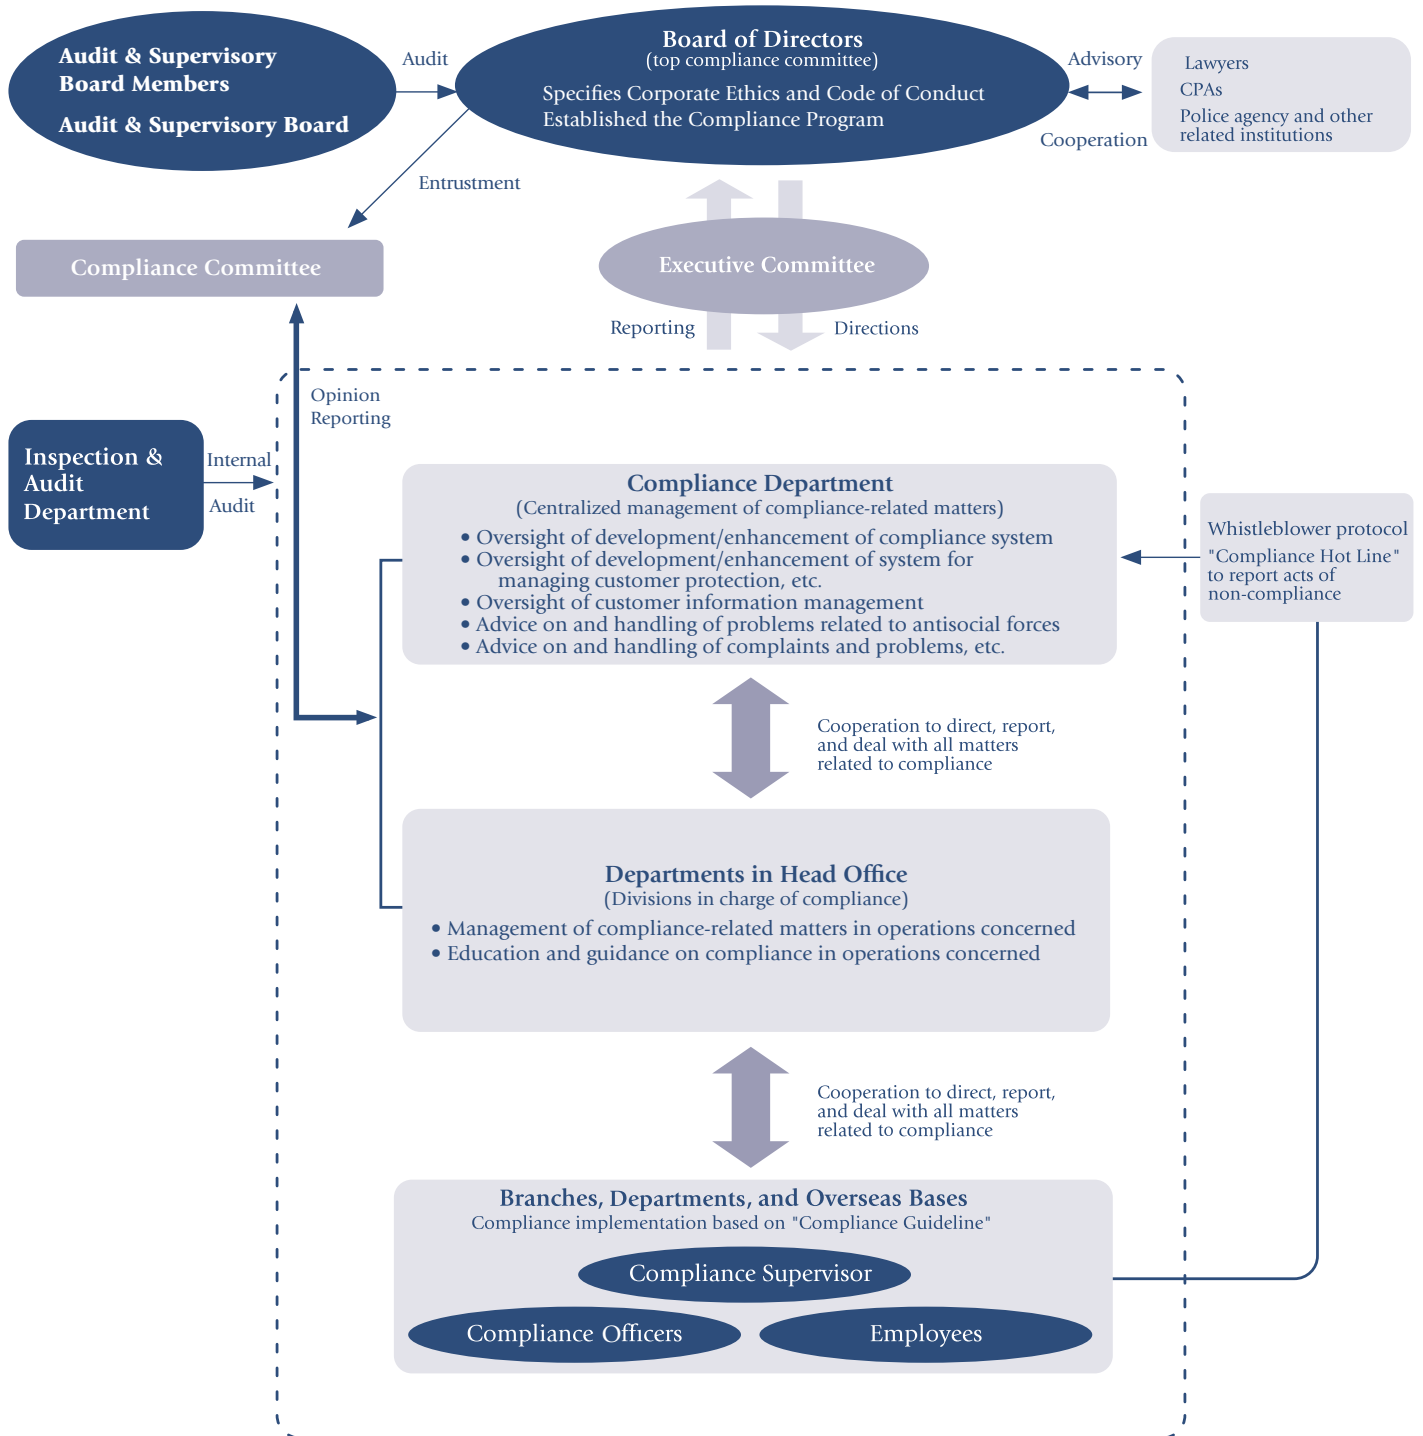 Audit & Supervisory
Board Members
Audit & Supervisory Board
Audit
Board of Directors
(top compliance committee)
Specifies Corporate Ethics and Code of Conduct
Established the Compliance Program
Advisory
Cooperation
Lawyers
CPAs
Police agency and other
related institutions
Entrustment
Compliance Committee
Executive Committee
Reporting
Directions
Opinion
Reporting
Inspection &
Audit
Department
Internal
Audit
Compliance Department
(Centralized management of compliance-related matters)
• Oversight of development/enhancement of compliance system
• Oversight of development/enhancement of system for
managing customer protection, etc.
• Oversight of customer information management
• Advice on and handling of problems related to antisocial forces
• Advice on and handling of complaints and problems, etc.
Whistleblower protocol
"Compliance Hot Line"
to report acts of
non-compliance
Cooperation to direct, report,
and deal with all matters
related to compliance
Departments in Head Office
(Divisions in charge of compliance)
• Management of compliance-related matters in operations concerned
• Education and guidance on compliance in operations concerned
Cooperation to direct, report,
and deal with all matters
related to compliance
Branches, Departments, and Overseas Bases
Compliance implementation based on "Compliance Guideline"
Compliance Supervisor
Compliance Officers
Employees